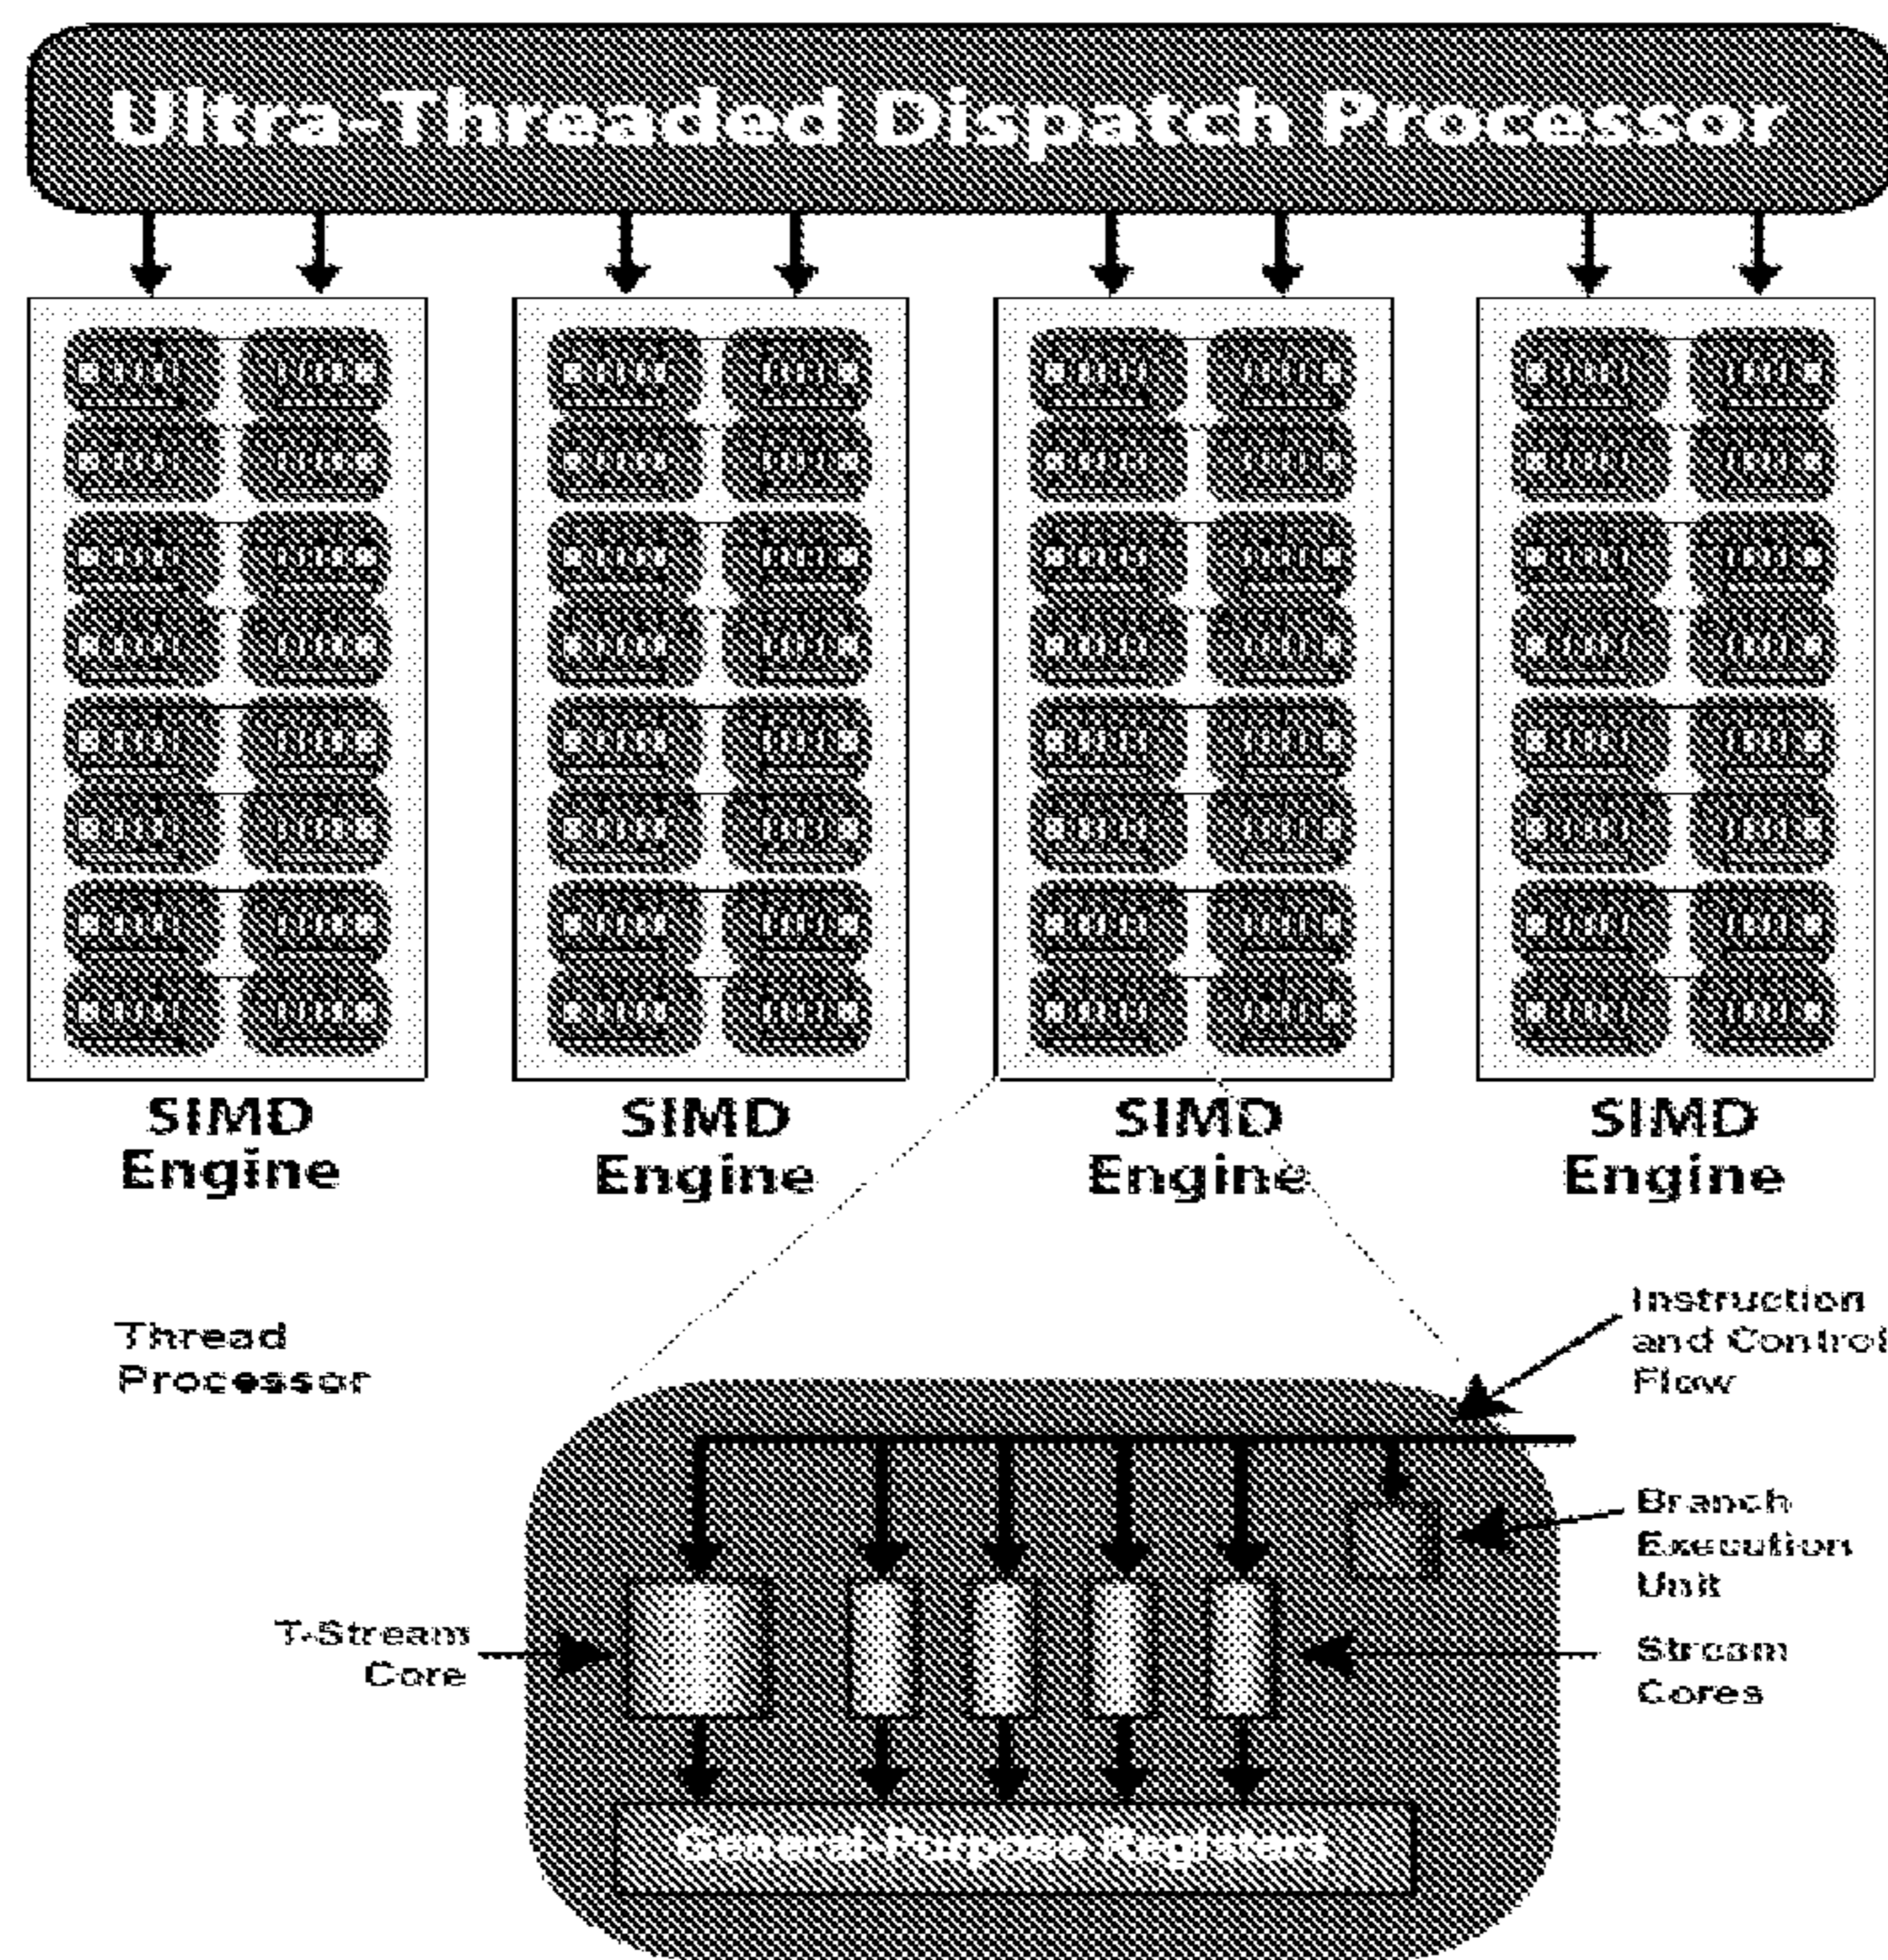 Ultra-Threaded Dispatch Processor
SIMD
Engine
SIMD
Engine
SIMD
Engine
SIMD
Engine
Thread
Processor
Instruction
and Control
Flow
Branch
Execution
Unit
T-Stream
Core
Stream
Cores
General-Purpose Registers